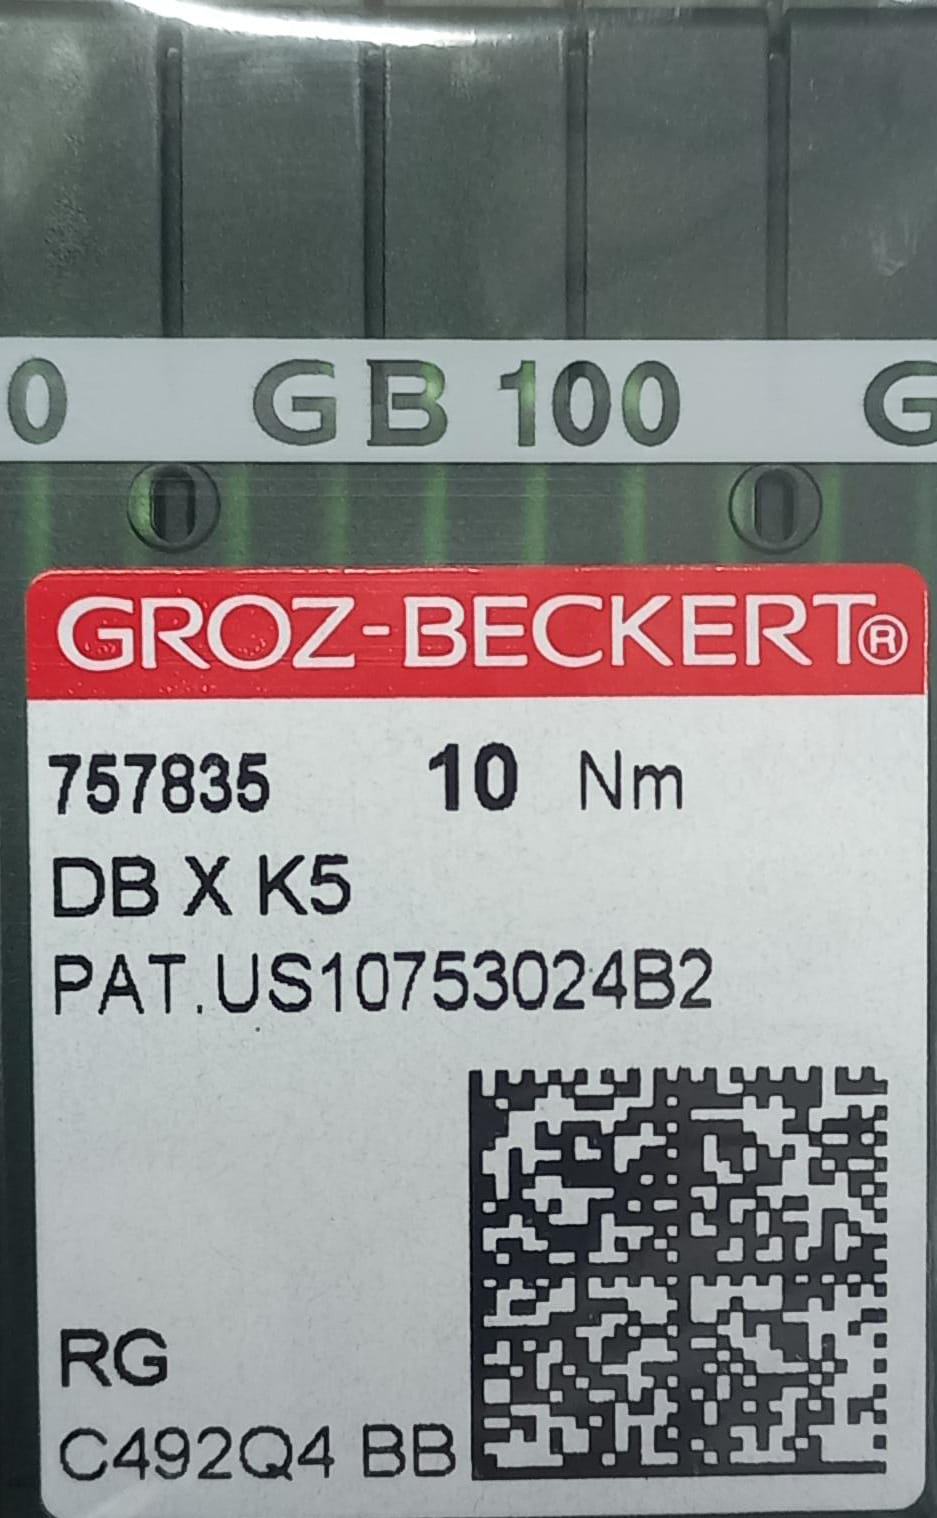 0 GB 100 G
GROZ-BECKERT®
757835 10 Nm
DB X K5
PAT.US10753024B2
RG
C492Q4 BB